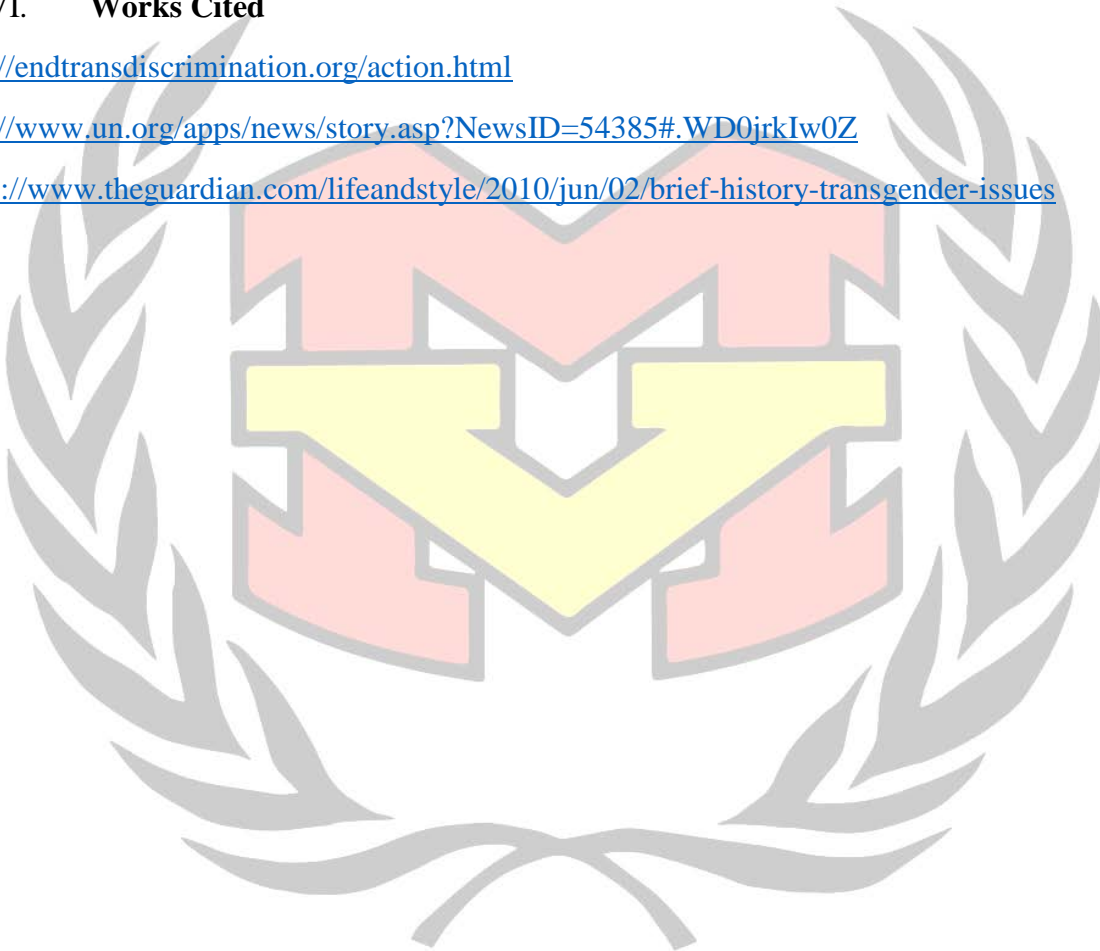 VI. Works Cited
//endtransdiscrimination.org/action.html
//www.un.org/apps/news/story.asp?NewsID=54385#.WD0jrkIw0Z
://www.theguardian.com/lifeandstyle/2010/jun/02/brief-history-transgender-issues
MV